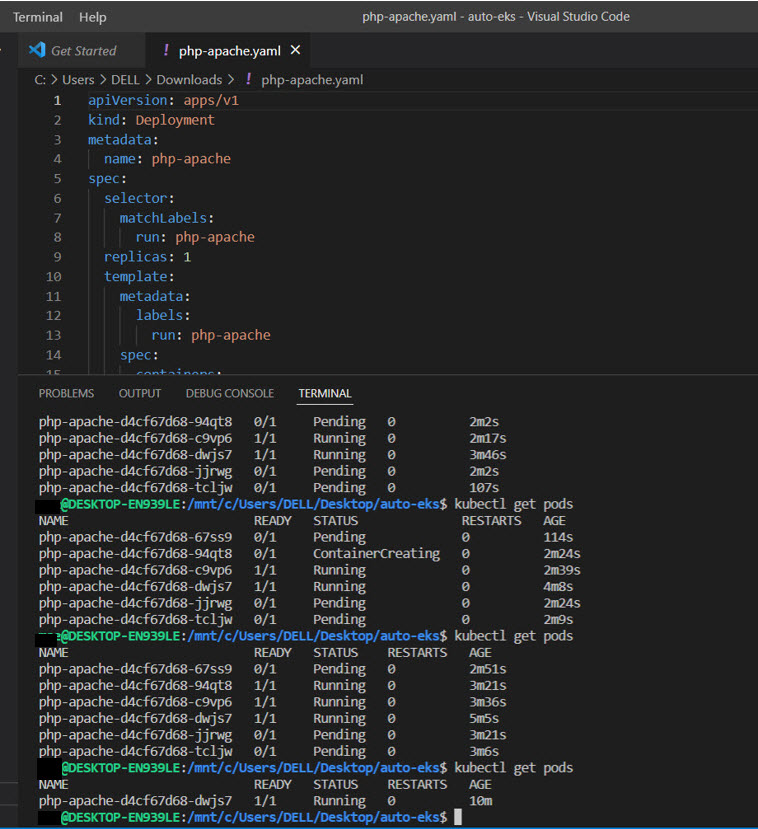 Terminal Help php-apache.yaml - auto-eks - Visual Studio Code
Get Started ! php-apache.yaml ×
C: > Users > DELL > Downloads > ! php-apache.yaml
1 apiVersion: apps/v1
2 kind: Deployment
3 metadata:
4 name: php-apache
5 spec:
6 selector:
7 matchLabels:
8 run: php-apache
9 replicas: 1
10 template:
11 metadata:
12 labels:
13 run: php-apache
14 spec:
15 containers:
PROBLEMS OUTPUT DEBUG CONSOLE TERMINAL
php-apache-d4cf67d68-94qt8 0/1 Pending 0 2m2s
php-apache-d4cf67d68-c9vp6 1/1 Running 0 2m17s
php-apache-d4cf67d68-dwjs7 1/1 Running 0 3m46s
php-apache-d4cf67d68-jjrwg 0/1 Pending 0 2m2s
php-apache-d4cf67d68-tcljw 0/1 Pending 0 107s
@DESKTOP-EN939LE:/mnt/c/Users/DELL/Desktop/auto-eks$ kubectl get pods
NAME READY STATUS RESTARTS AGE
php-apache-d4cf67d68-67ss9 0/1 Pending 0 114s
php-apache-d4cf67d68-94qt8 0/1 ContainerCreating 0 2m24s
php-apache-d4cf67d68-c9vp6 1/1 Running 0 2m39s
php-apache-d4cf67d68-dwjs7 1/1 Running 0 4m8s
php-apache-d4cf67d68-jjrwg 0/1 Pending 0 2m24s
php-apache-d4cf67d68-tcljw 0/1 Pending 0 2m9s
@DESKTOP-EN939LE:/mnt/c/Users/DELL/Desktop/auto-eks$ kubectl get pods
NAME READY STATUS RESTARTS AGE
php-apache-d4cf67d68-67ss9 0/1 Pending 0 2m51s
php-apache-d4cf67d68-94qt8 1/1 Running 0 3m21s
php-apache-d4cf67d68-c9vp6 1/1 Running 0 3m36s
php-apache-d4cf67d68-dwjs7 1/1 Running 0 5m5s
php-apache-d4cf67d68-jjrwg 0/1 Pending 0 3m21s
php-apache-d4cf67d68-tcljw 0/1 Pending 0 3m6s
@DESKTOP-EN939LE:/mnt/c/Users/DELL/Desktop/auto-eks$ kubectl get pods
NAME READY STATUS RESTARTS AGE
php-apache-d4cf67d68-dwjs7 1/1 Running 0 10m
@DESKTOP-EN939LE:/mnt/c/Users/DELL/Desktop/auto-eks$